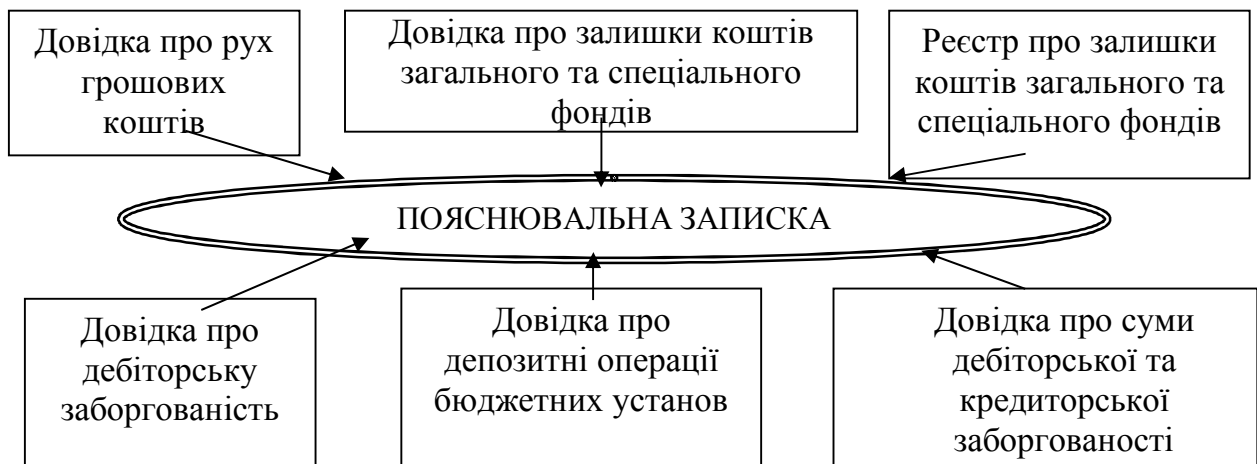 Довідка про рух
грошових
коштів
Довідка про залишки коштів
загального та спеціального
фондів
Реєстр про залишки
коштів загального та
спеціального фондів
ПОЯСНЮВАЛЬНА ЗАПИСКА
Довідка про
дебіторську
заборгованість
Довідка про
депозитні операції
бюджетних установ
Довідка про суми
дебіторської та
кредиторської
заборгованості